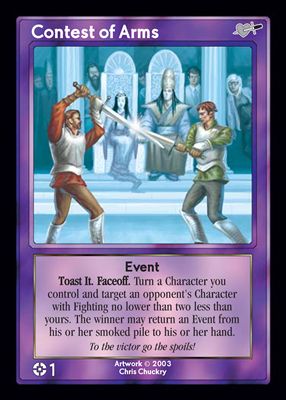 Contest of Arms
Event
Toast It. Faceoff. Turn a Character you
control and target an opponent's Character
with Fighting no lower than two less than
yours. The winner may return an Event from
his or her smoked pile to his or her hand.
To the victor go the spoils!
Artwork © 2003
Chris Chuckry
1